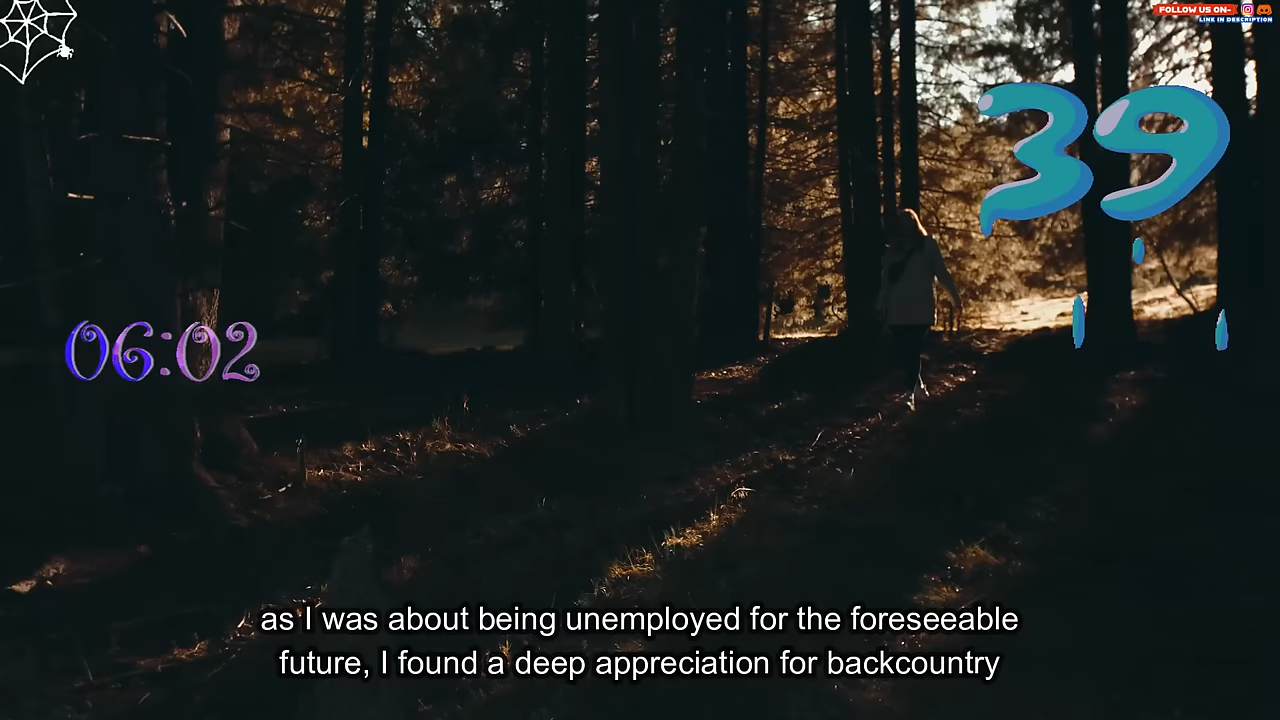 FOLLOW US ON-
LINK IN DESCRIPTION
39
06:02
as I was about being unemployed for the foreseeable
future, I found a deep appreciation for backcountry